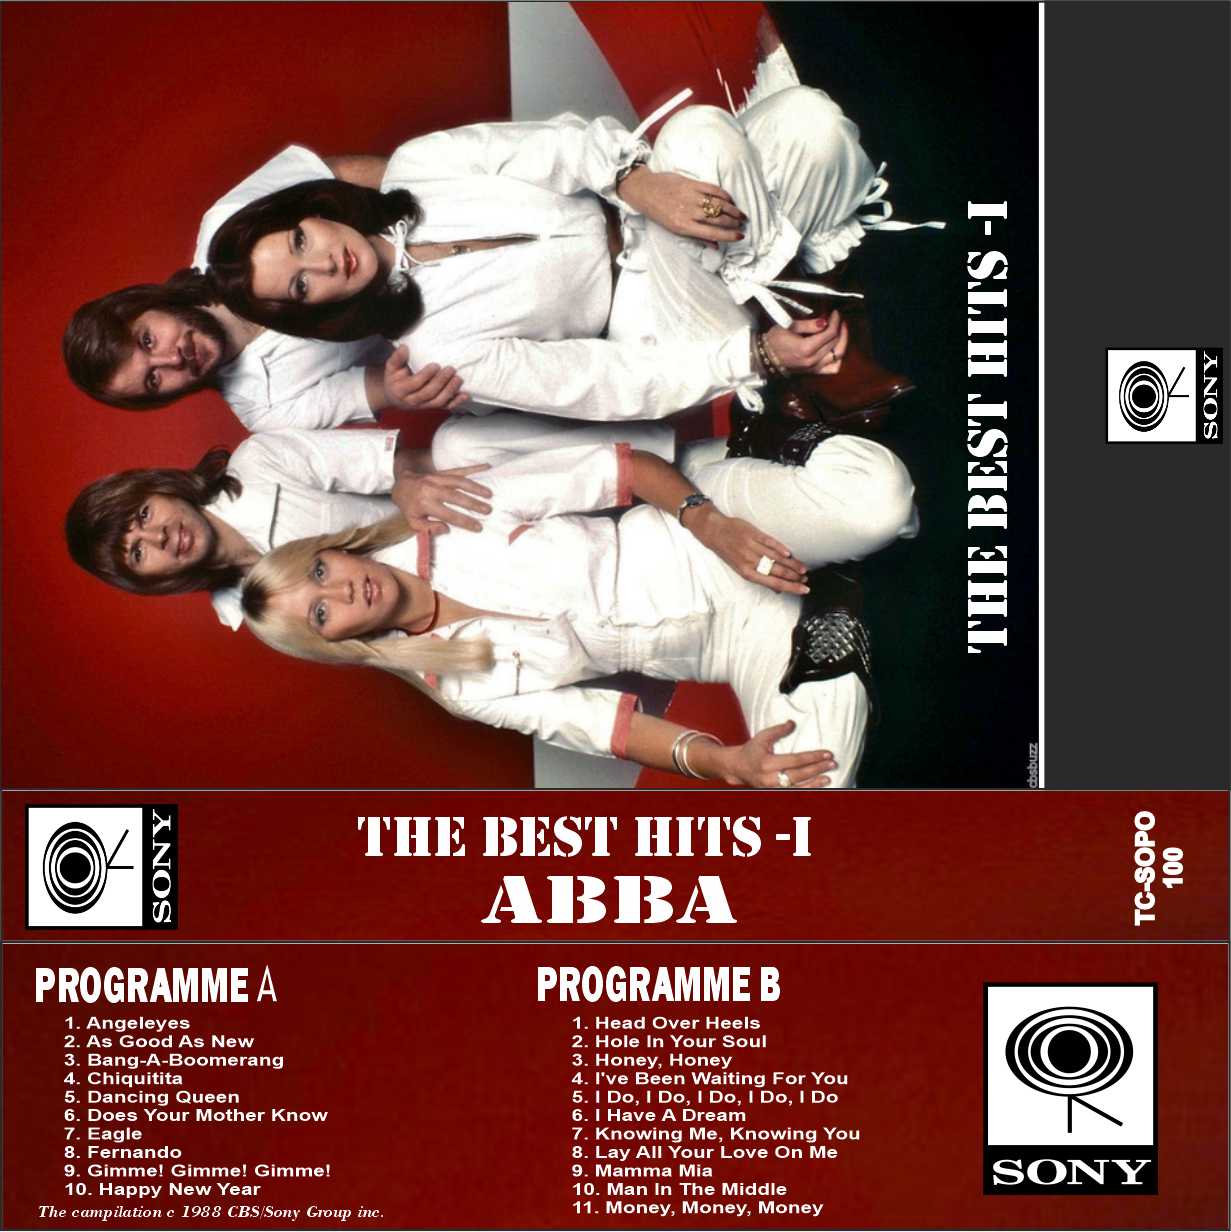 THE BEST HITS -I
cbsbuzz
SONY
SONY
THE BEST HITS -I
ABBA
TC-SOPO
100
PROGRAMME A
1. Angeleyes
2. As Good As New
3. Bang-A-Boomerang
4. Chiquitita
5. Dancing Queen
6. Does Your Mother Know
7. Eagle
8. Fernando
9. Gimme! Gimme! Gimme!
10. Happy New Year
The campilation c 1988 CBS/Sony Group inc.
PROGRAMME B
1. Head Over Heels
2. Hole In Your Soul
3. Honey, Honey
4. I've Been Waiting For You
5. I Do, I Do, I Do, I Do, I Do
6. I Have A Dream
7. Knowing Me, Knowing You
8. Lay All Your Love On Me
9. Mamma Mia
10. Man In The Middle
11. Money, Money, Money
SONY